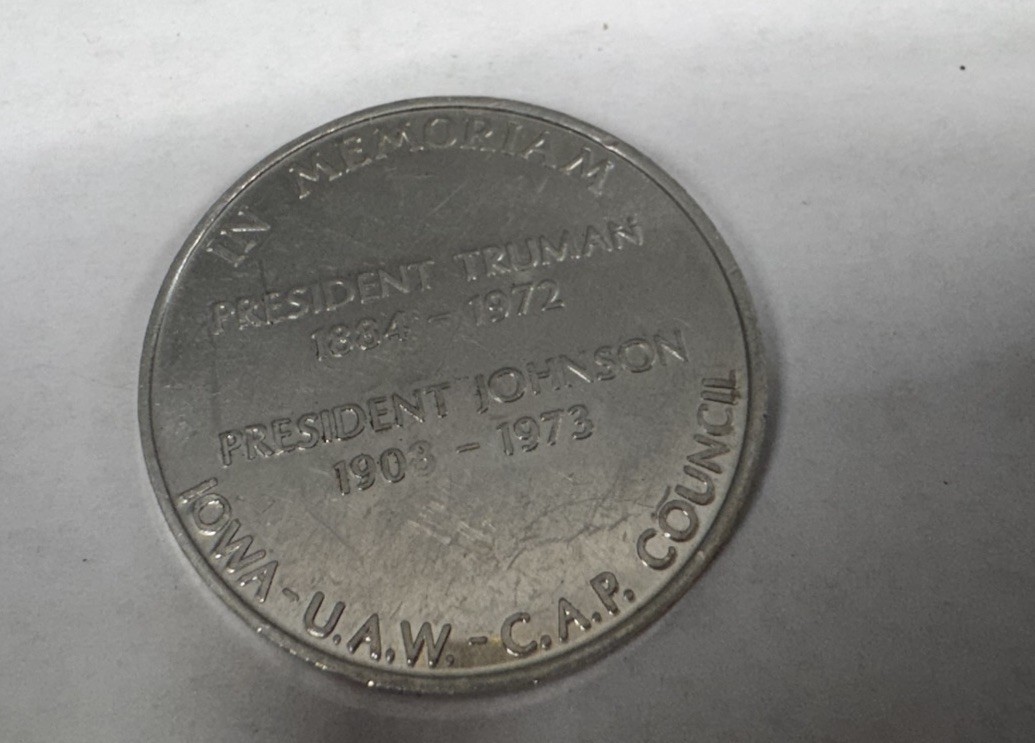 IN MEMORIAM
PRESIDENT TRUMAN
1884 - 1972
PRESIDENT JOHNSON
1908 - 1973
IOWA - U.A.W. - C.A.P. COUNCIL